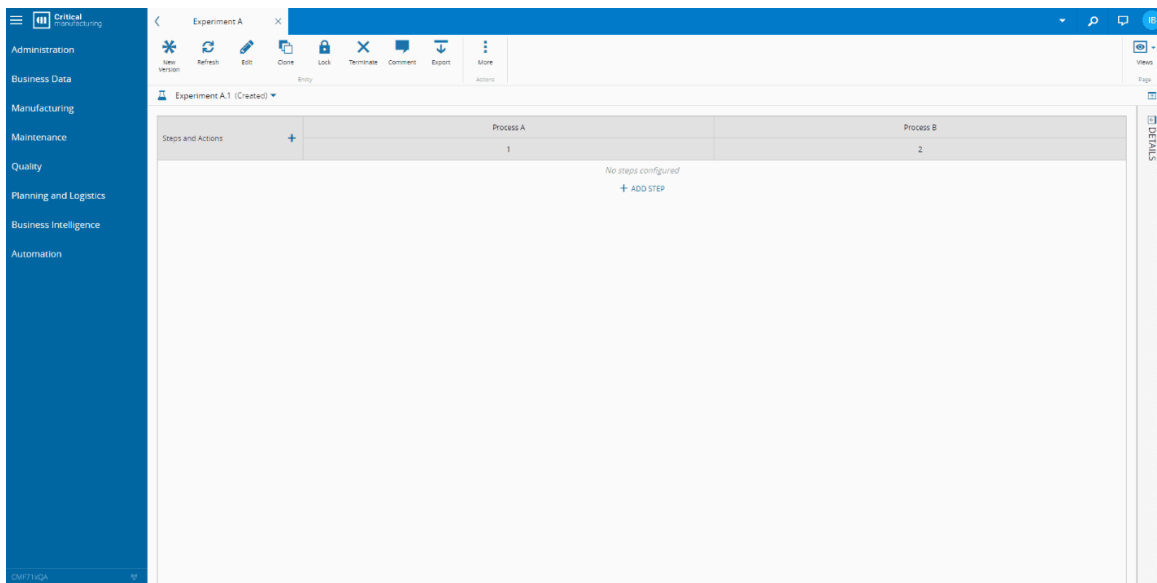 Critical manufacturing
Experiment A
IB
Administration
Business Data
Manufacturing
Maintenance
Quality
Planning and Logistics
Business Intelligence
Automation
New Version
Refresh
Edit
Clone
Lock
Terminate
Comment
Export
More
Views
Entity
Actions
Page
Experiment A.1 (Created)
Steps and Actions
Process A
Process B
1
2
No steps configured
+ ADD STEP
DETAILS